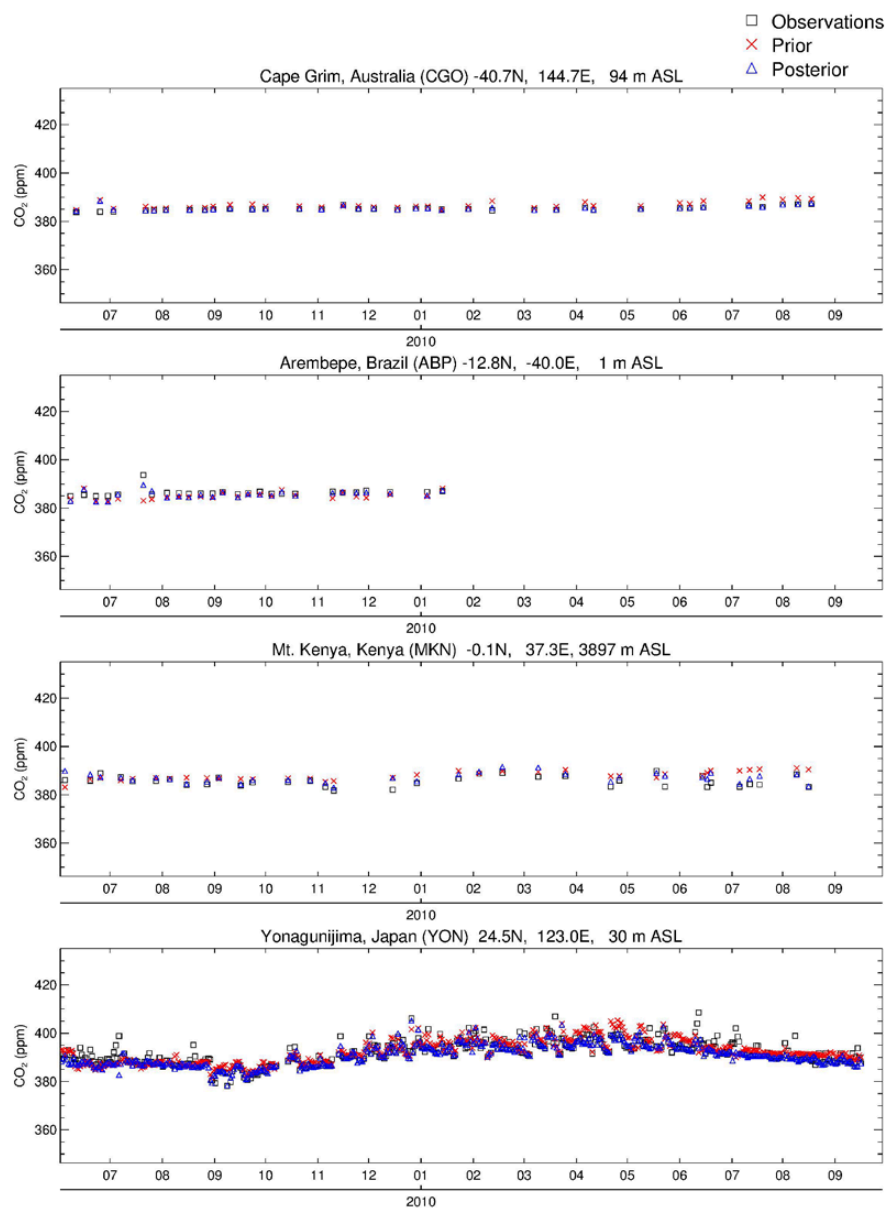 Observations
Prior
Posterior
Cape Grim, Australia (CGO) -40.7N, 144.7E, 94 m ASL
420
400
380
360
CO2 (ppm)
07 08 09 10 11 12 01 02 03 04 05 06 07 08 09
2010
Arembepe, Brazil (ABP) -12.8N, -40.0E, 1 m ASL
420
400
380
360
CO2 (ppm)
07 08 09 10 11 12 01 02 03 04 05 06 07 08 09
2010
Mt. Kenya, Kenya (MKN) -0.1N, 37.3E, 3897 m ASL
420
400
380
360
CO2 (ppm)
07 08 09 10 11 12 01 02 03 04 05 06 07 08 09
2010
Yonagunijima, Japan (YON) 24.5N, 123.0E, 30 m ASL
420
400
380
360
CO2 (ppm)
07 08 09 10 11 12 01 02 03 04 05 06 07 08 09
2010